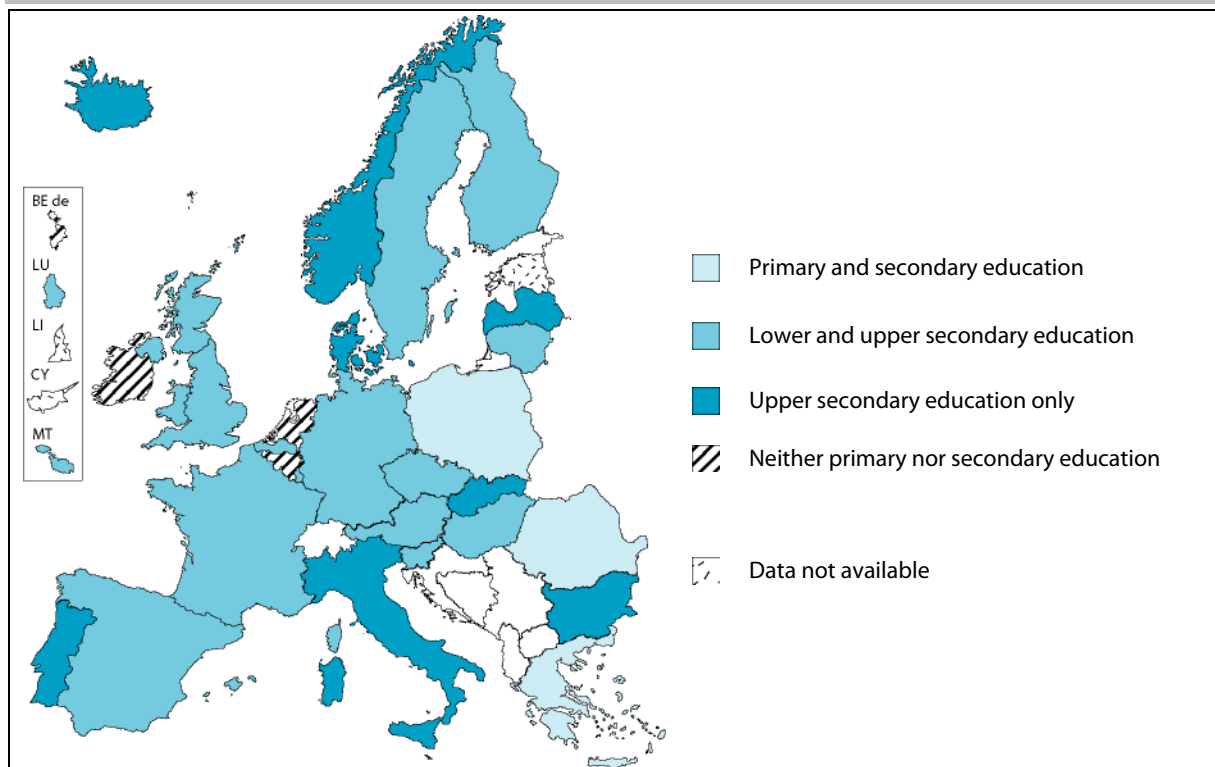 BE de
LU
LI
CY
MT
Primary and secondary education
Lower and upper secondary education
Upper secondary education only
Neither primary nor secondary education
Data not available